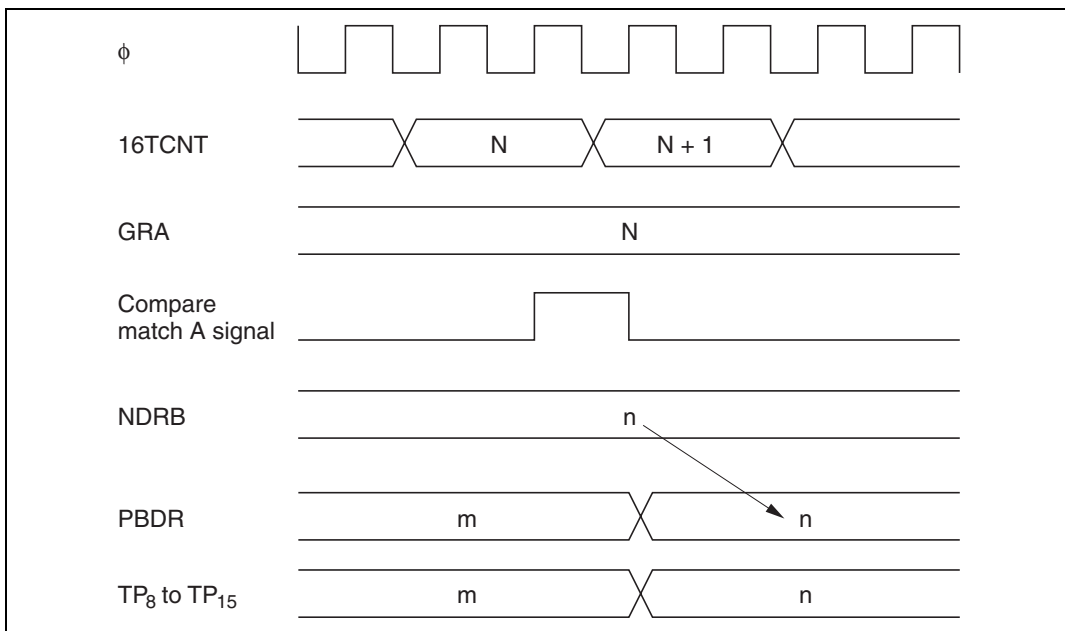 ϕ
16TCNT
N
N + 1
GRA
N
Compare
match A signal
NDRB
n
PBDR
m
n
TP8 to TP15
m
n